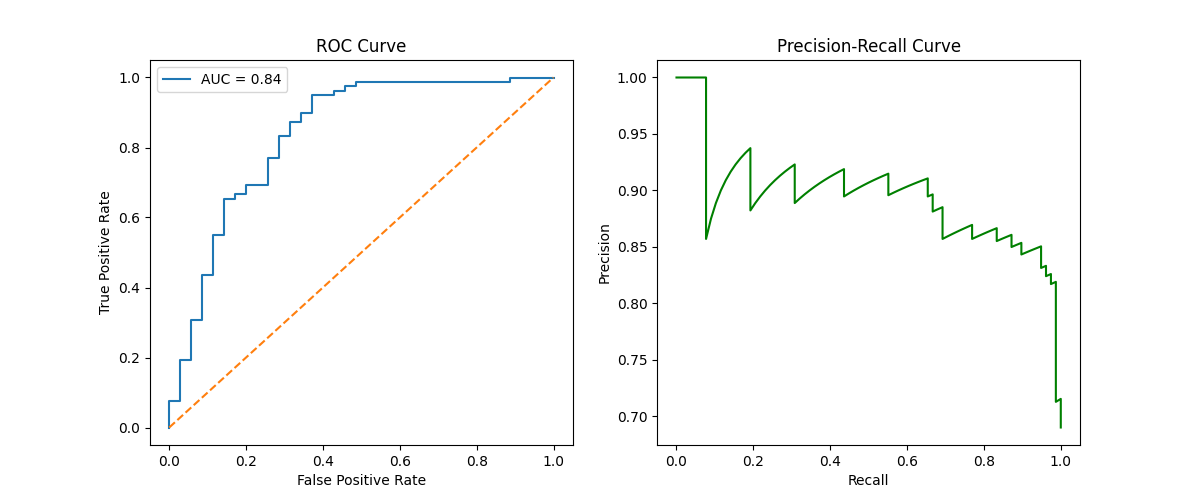 ROC Curve
AUC = 0.84
1.0
0.8
0.6
0.4
0.2
0.0
True Positive Rate
0.0 0.2 0.4 0.6 0.8 1.0
False Positive Rate
Precision-Recall Curve
1.00
0.95
0.90
0.85
0.80
0.75
0.70
Precision
0.0 0.2 0.4 0.6 0.8 1.0
Recall